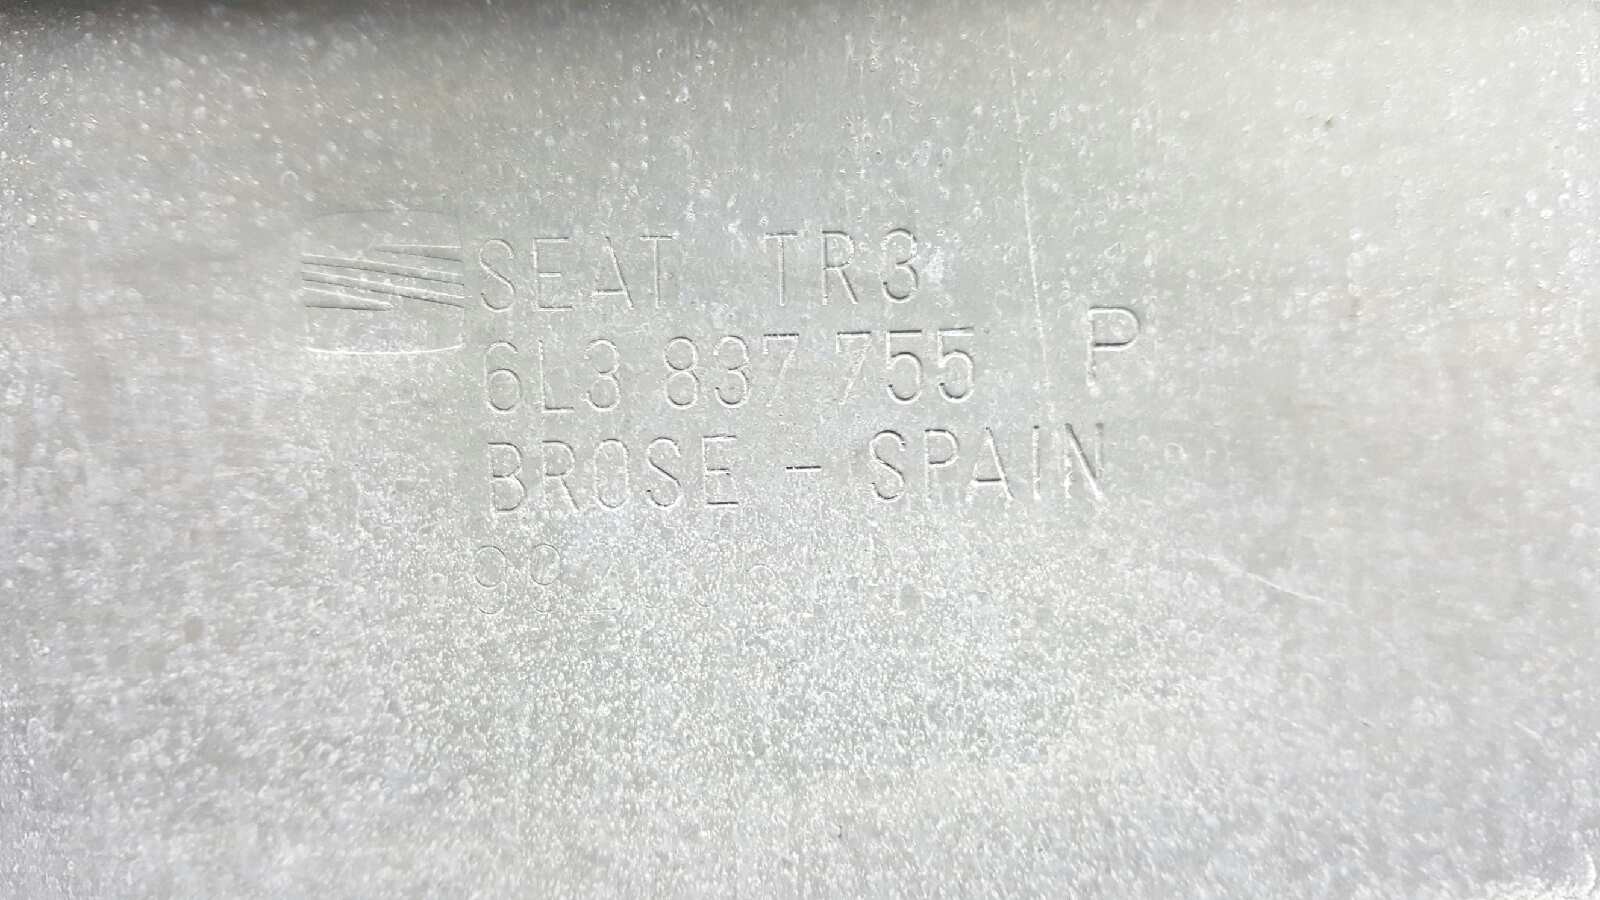 SEAT TR3
6L3 837 755 P
BROSE - SPAIN